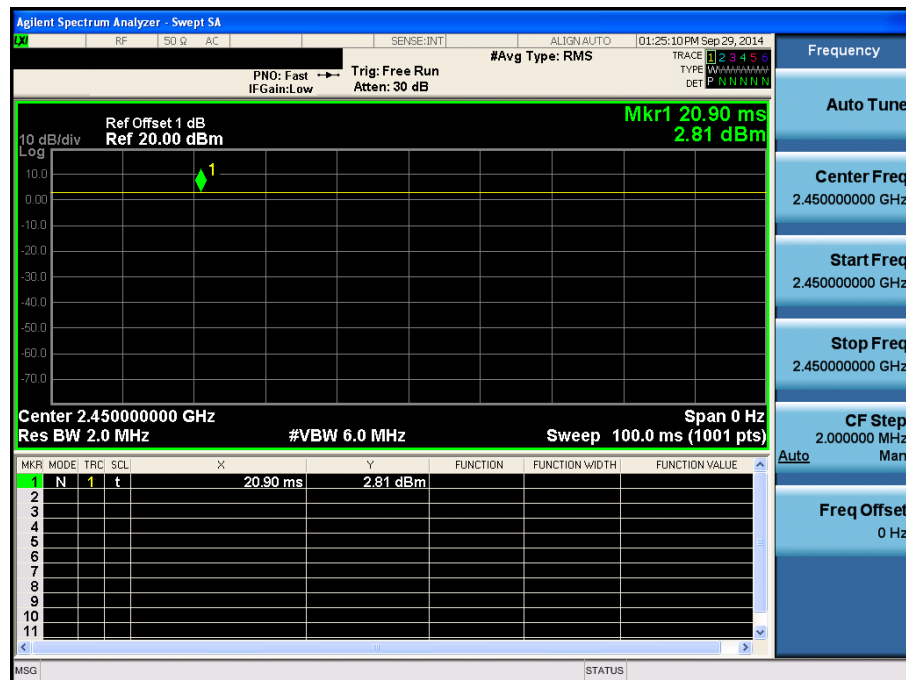 Agilent Spectrum Analyzer - Swept SA
LXI RF 50 Ω AC SENSE:INT ALIGN AUTO 01:25:10 PM Sep 29, 2014
#Avg Type: RMS
TRACE 1 2 3 4 5 6
TYPE WWWWWW
DET P N N N N N
PNO: Fast
IFGain:Low
Trig: Free Run
Atten: 30 dB
Mkr1 20.90 ms
2.81 dBm
Ref Offset 1 dB
Ref 20.00 dBm
10 dB/div
Log
1
10.0
0.00
-10.0
-20.0
-30.0
-40.0
-50.0
-60.0
-70.0
Center 2.450000000 GHz
Span 0 Hz
Res BW 2.0 MHz
#VBW 6.0 MHz
Sweep 100.0 ms (1001 pts)
MKR MODE TRC SCL X Y FUNCTION FUNCTION WIDTH FUNCTION VALUE
1 N 1 t 20.90 ms 2.81 dBm
2
3
4
5
6
7
8
9
10
11
MSG
STATUS
Frequency
Auto Tune
Center Freq
2.450000000 GHz
Start Freq
2.450000000 GHz
Stop Freq
2.450000000 GHz
CF Step
2.000000 MHz
Auto Man
Freq Offset
0 Hz